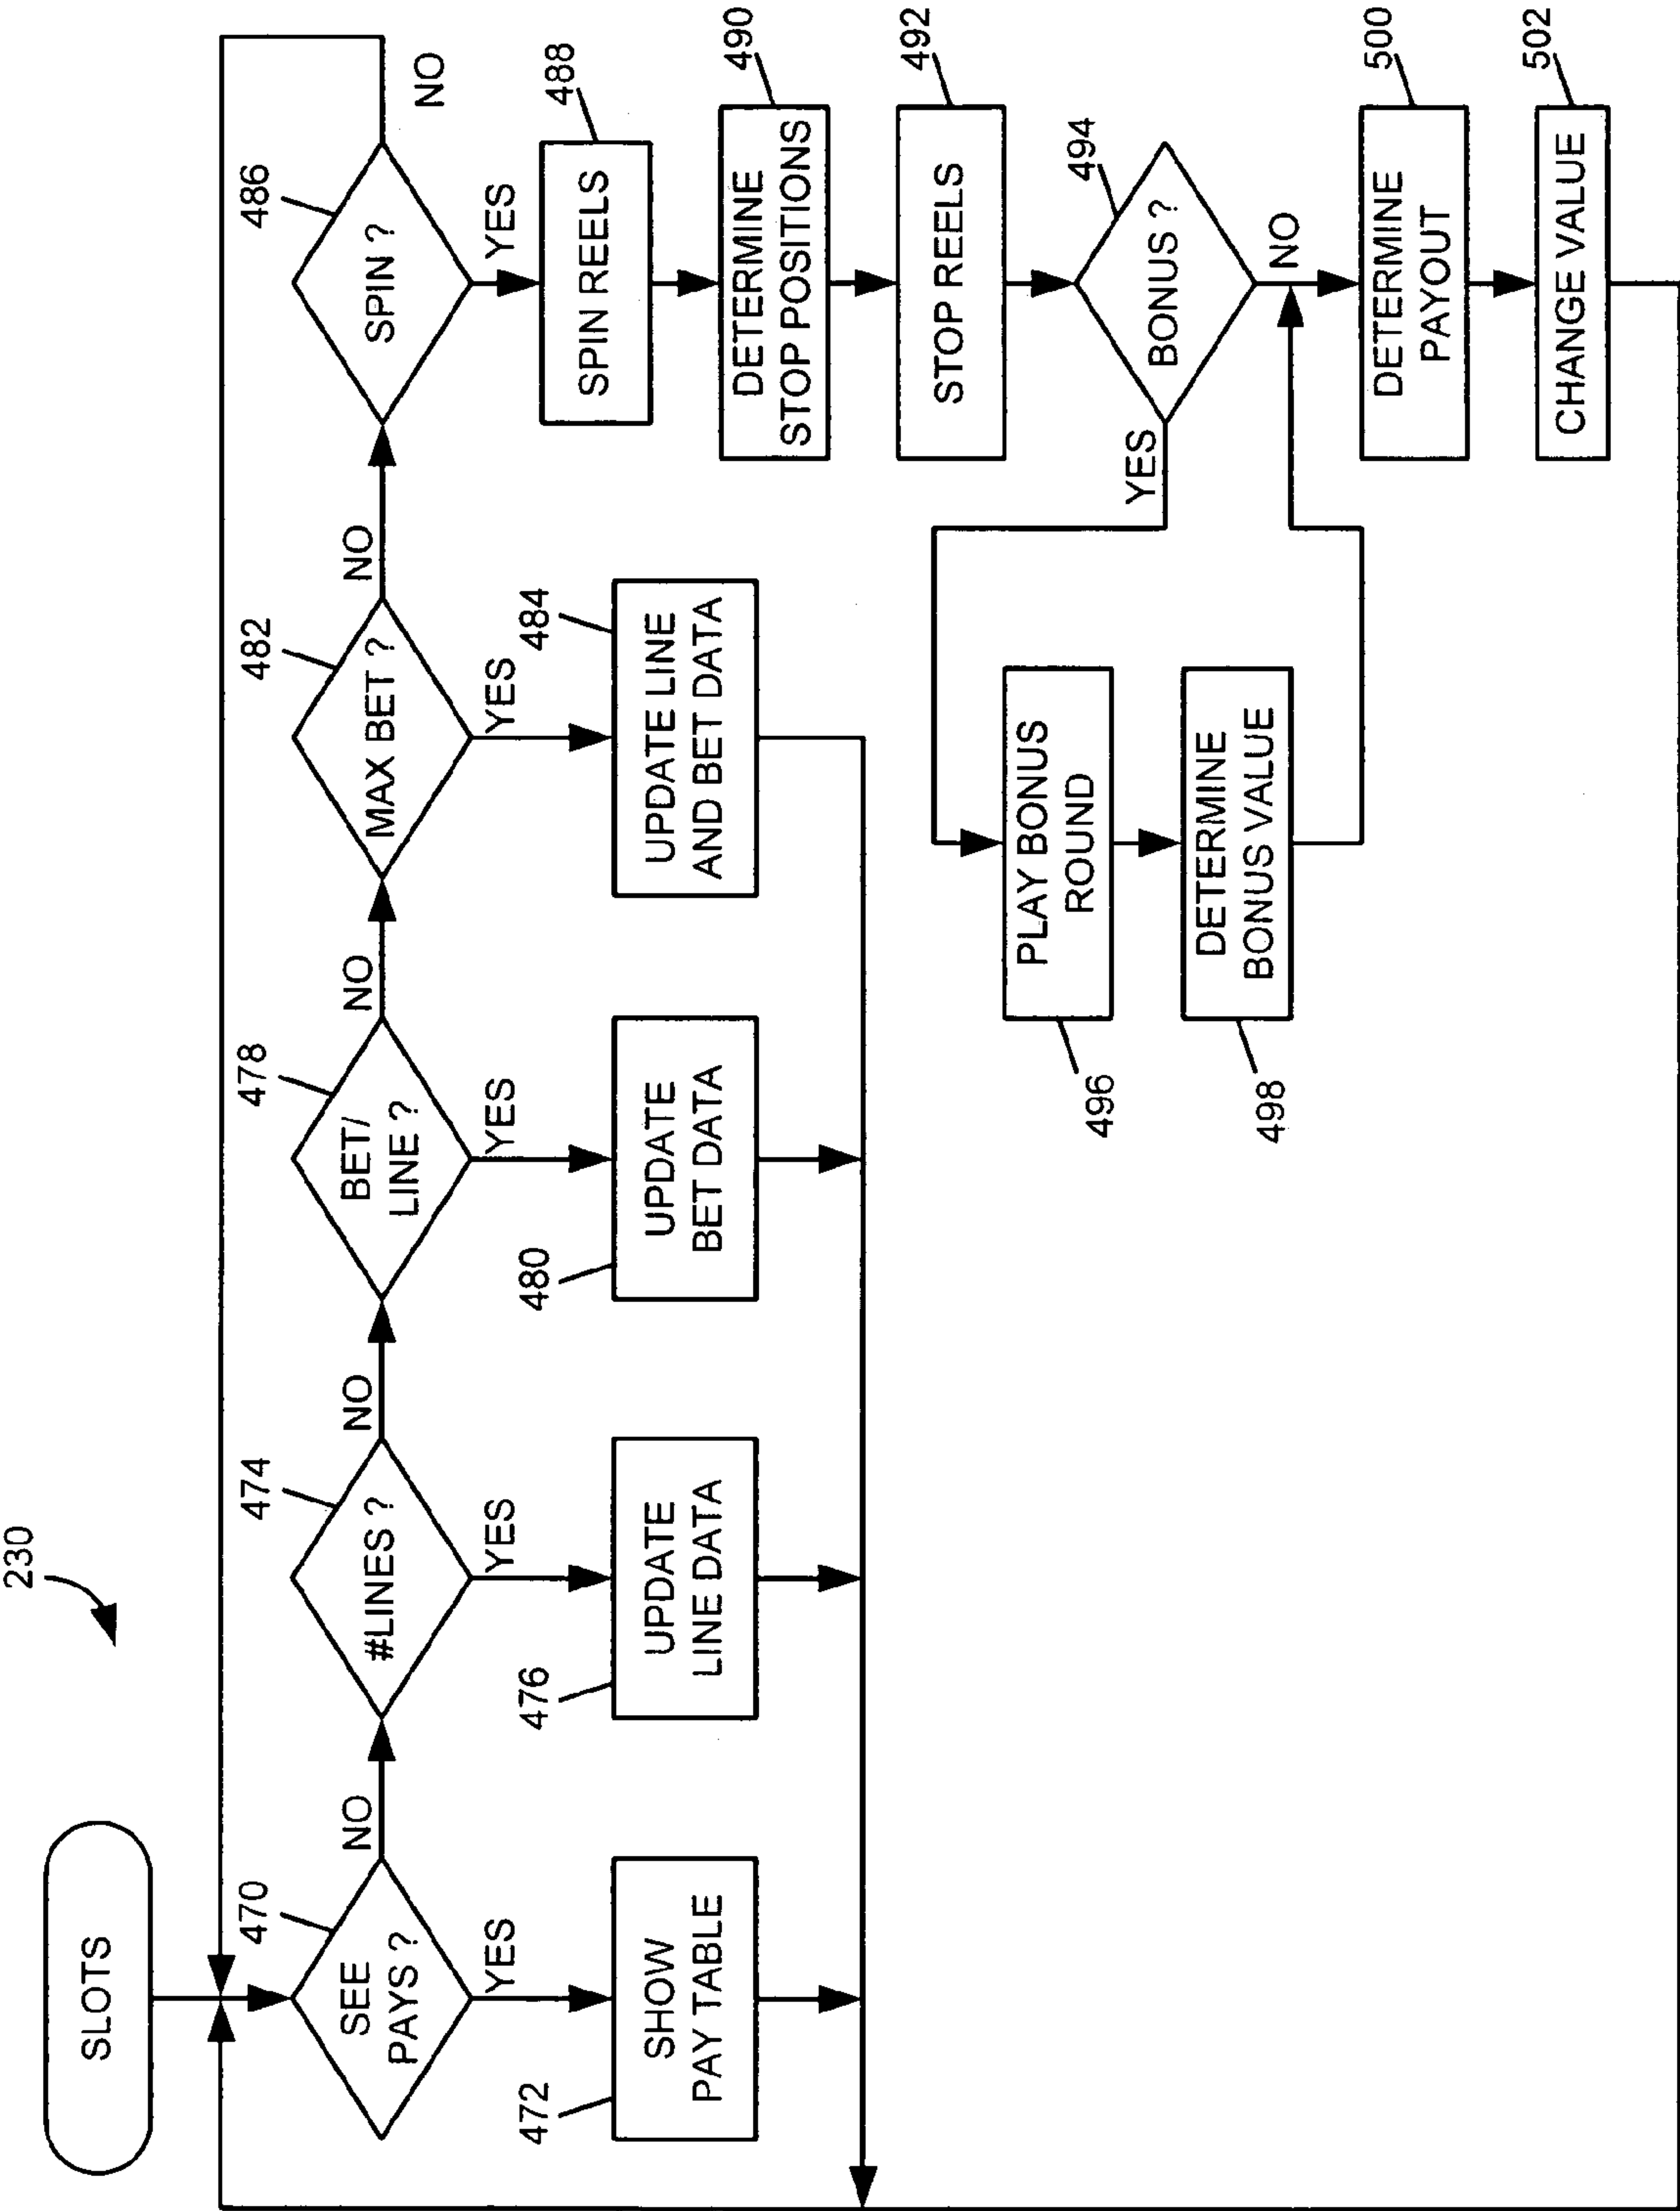 230
SLOTS
470
SEE
PAYS ?
NO
YES
472
SHOW
PAY TABLE
474
#LINES ?
NO
YES
476
UPDATE
LINE DATA
478
BET/
LINE ?
NO
YES
480
UPDATE
BET DATA
482
MAX BET ?
NO
YES
484
UPDATE LINE
AND BET DATA
486
SPIN ?
NO
YES
488
SPIN REELS
490
DETERMINE
STOP POSITIONS
492
STOP REELS
494
BONUS ?
YES
NO
496
PLAY BONUS
ROUND
498
DETERMINE
BONUS VALUE
500
DETERMINE
PAYOUT
502
CHANGE VALUE